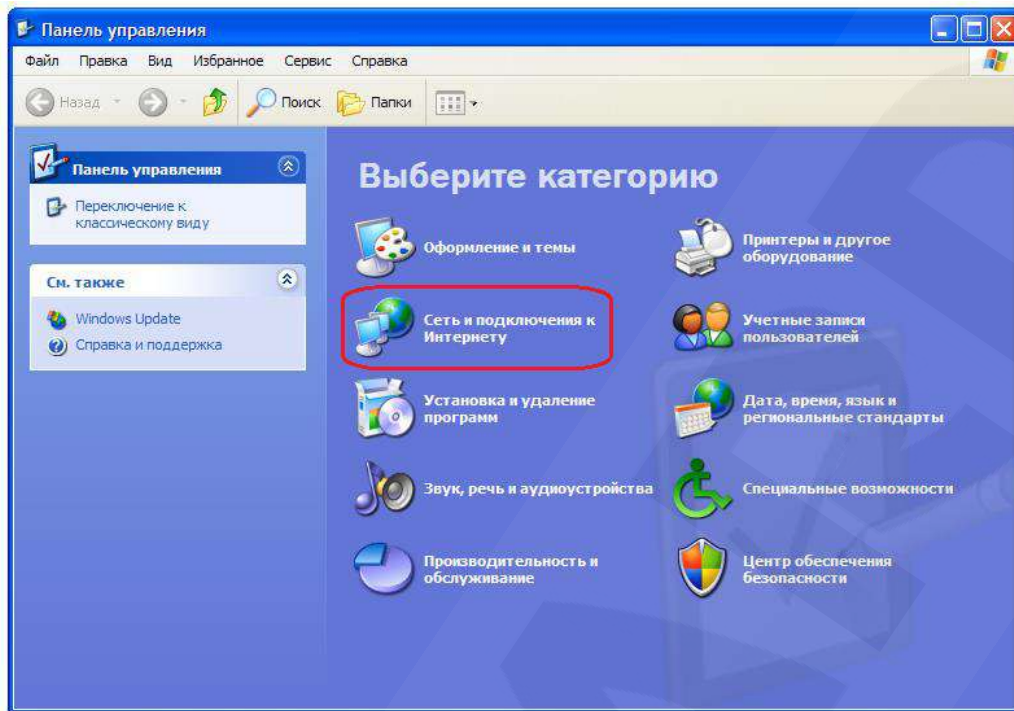 Панель управления
Файл Правка Вид Избранное Сервис Справка
Назад Поиск Папки
Панель управления
Переключение к
классическому виду
См. также
Windows Update
Справка и поддержка
Выберите категорию
Оформление и темы
Принтеры и другое
оборудование
Сеть и подключения к
Интернету
Учетные записи
пользователей
Установка и удаление
программ
Дата, время, язык и
региональные стандарты
Звук, речь и аудиоустройства
Специальные возможности
Производительность и
обслуживание
Центр обеспечения
безопасности